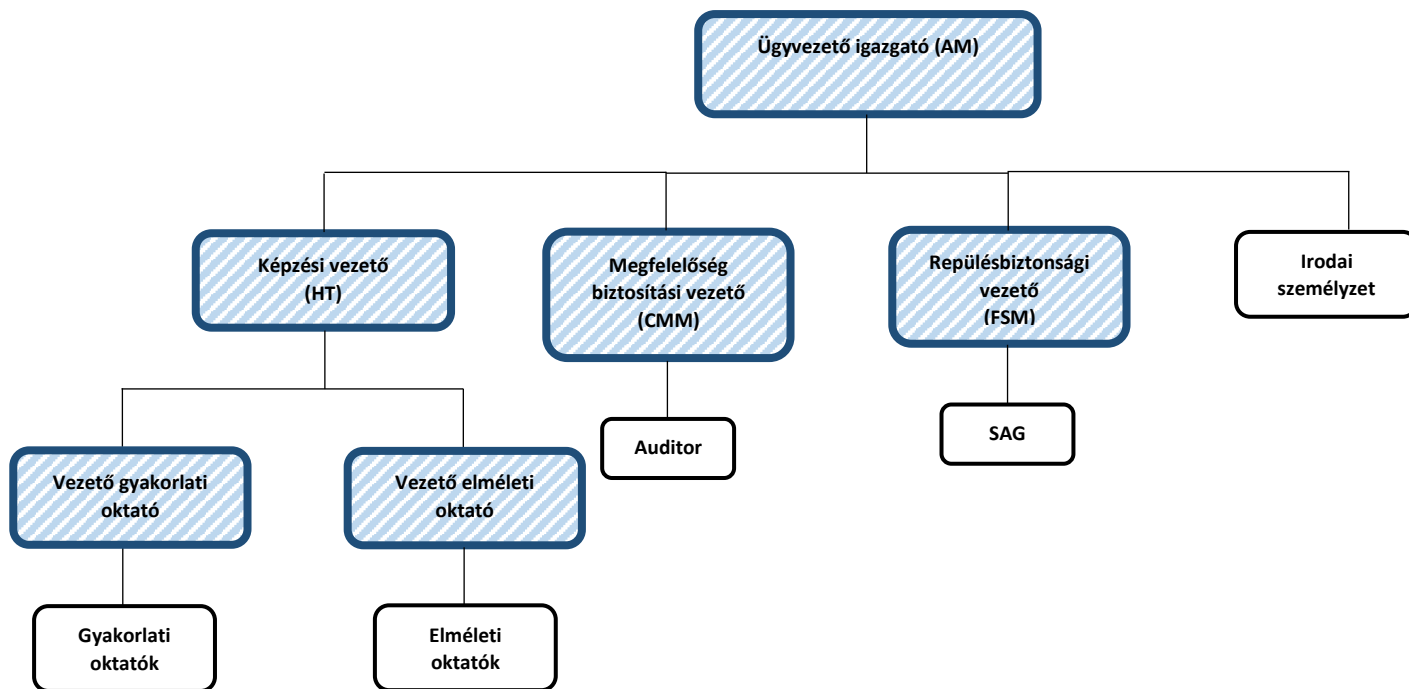 Ügyvezető igazgató (AM)
Képzési vezető
(HT)
Megfelelőség
biztosítási vezető
(CMM)
Repülésbiztonsági
vezető
(FSM)
Irodai
személyzet
Vezető gyakorlati
oktató
Vezető elméleti
oktató
Auditor
SAG
Gyakorlati
oktatók
Elméleti
oktatók